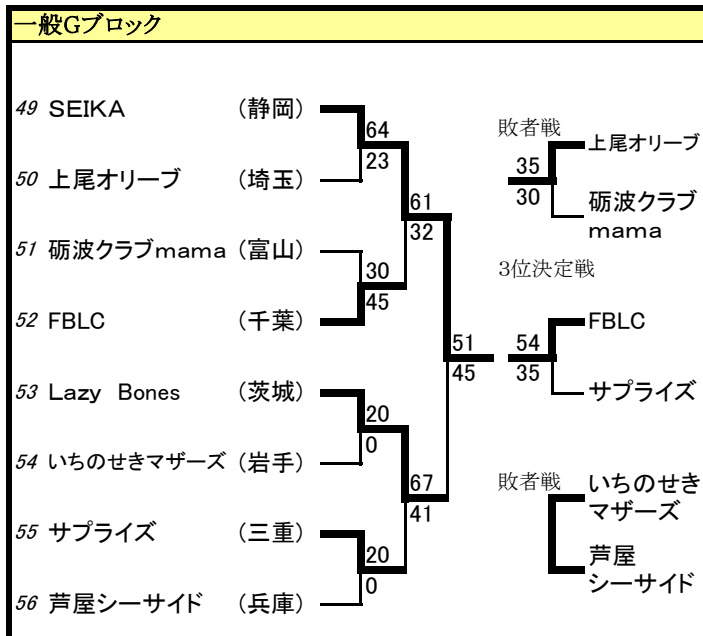 一般Gブロック
49 SEIKA (静岡)
64
23
50 上尾オリーブ (埼玉)
61
32
51 砺波クラブmama (富山)
30
45
52 FBLC (千葉)
51
45
53 Lazy Bones (茨城)
20
0
54 いちのせきマザーズ (岩手)
67
41
55 サプライズ (三重)
20
0
56 芦屋シーサイド (兵庫)
敗者戦
上尾オリーブ
35
30
砺波クラブ
mama
3位決定戦
FBLC
54
35
サプライズ
敗者戦
いちのせき
マザーズ
芦屋
シーサイド